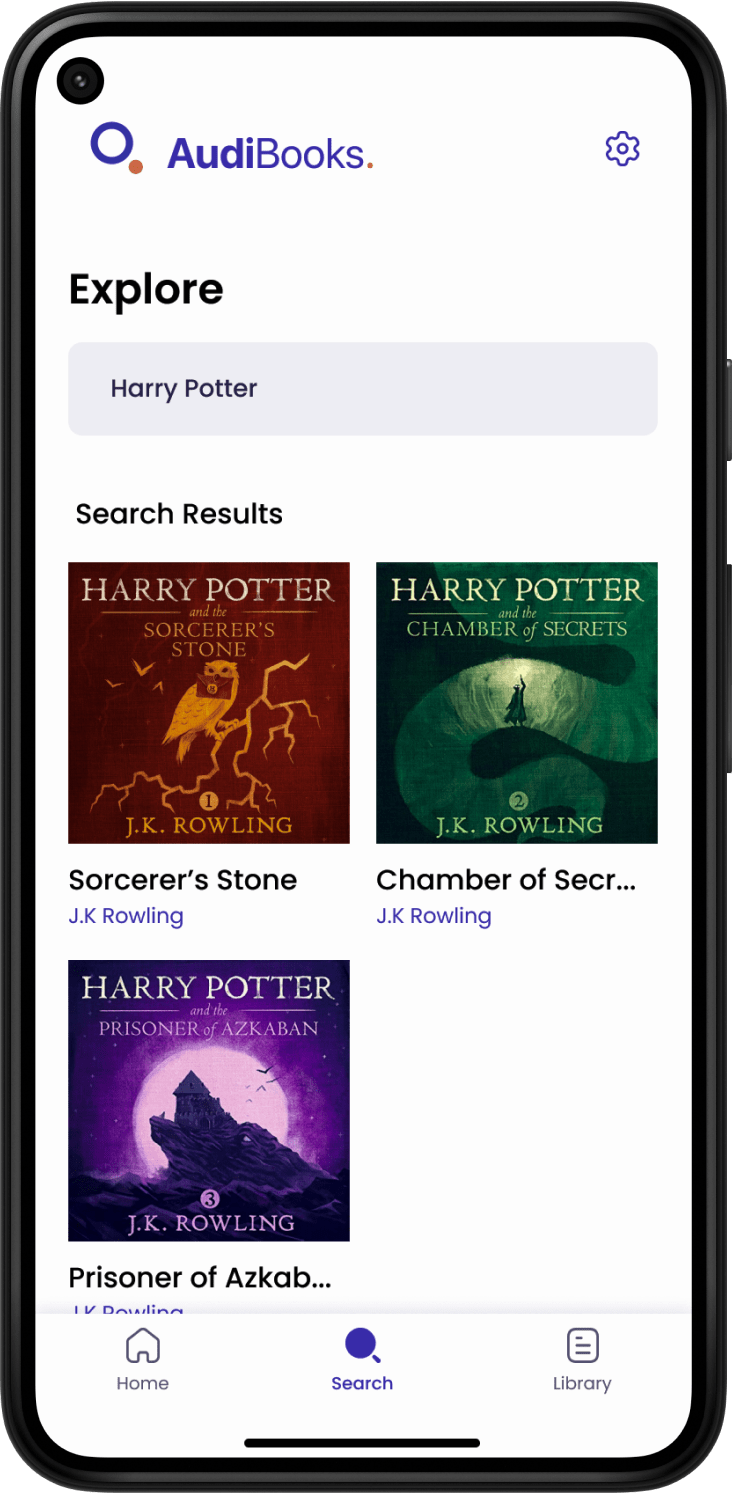 AudiBooks.
Explore
Harry Potter
Search Results
HARRY POTTER
and the
SORCERER'S
STONE
1
J.K. ROWLING
HARRY POTTER
and the
CHAMBER of SECRETS
2
J.K. ROWLING
Sorcerer’s Stone
J.K Rowling
Chamber of Secr...
J.K Rowling
HARRY POTTER
and the
PRISONER of AZKABAN
3
J.K. ROWLING
Prisoner of Azkab...
J.K Rowling
Home
Search
Library